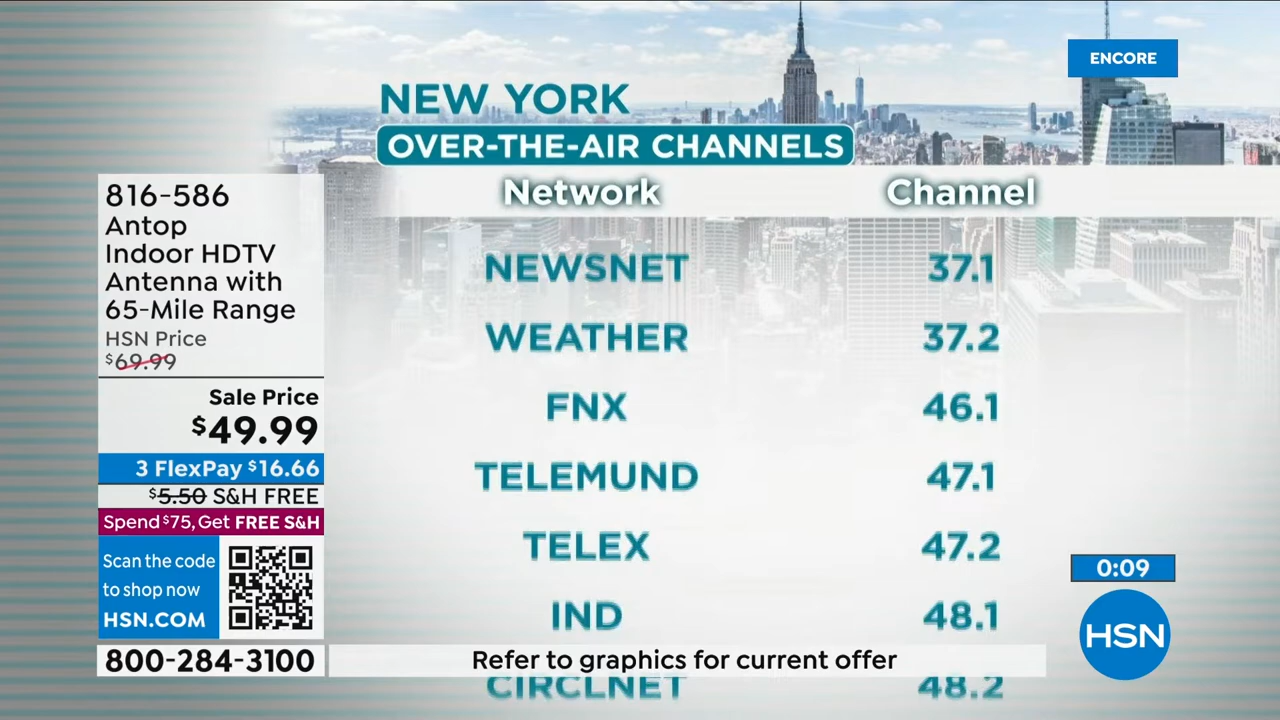 ENCORE
NEW YORK
OVER-THE-AIR CHANNELS
Network Channel
NEWSNET 37.1
WEATHER 37.2
FNX 46.1
TELEMUND 47.1
TELEX 47.2
IND 48.1
CIRCLNET 48.2
816-586
Antop
Indoor HDTV
Antenna with
65-Mile Range
HSN Price
$69.99
Sale Price
$49.99
3 FlexPay $16.66
$5.50 S&H FREE
Spend $75, Get FREE S&H
Scan the code
to shop now
HSN.COM
800-284-3100
Refer to graphics for current offer
0:09
HSN